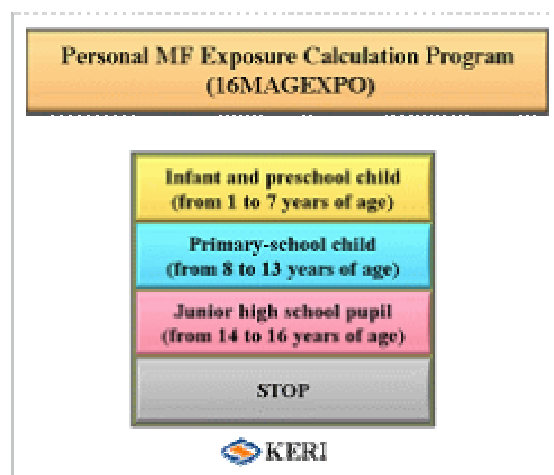 Personal MF Exposure Calculation Program
(16MAGEXPO)
Infant and preschool child
(from 1 to 7 years of age)
Primary-school child
(from 8 to 13 years of age)
Junior high school pupil
(from 14 to 16 years of age)
STOP
KERI